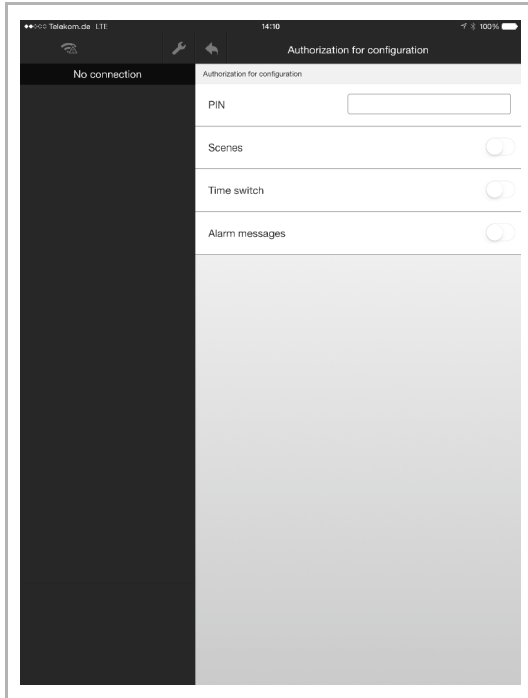 Telekom.de LTE 14:10 100%
Authorization for configuration
No connection
Authorization for configuration
PIN
Scenes
Time switch
Alarm messages